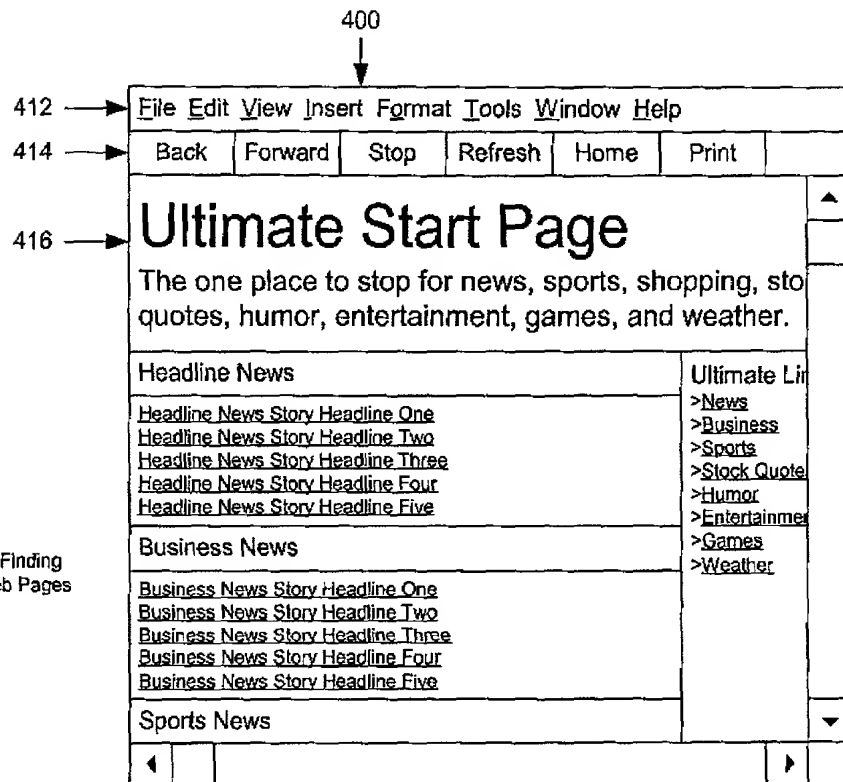 400
412
File Edit View Insert Format Tools Window Help
414
Back Forward Stop Refresh Home Print
416
Ultimate Start Page
The one place to stop for news, sports, shopping, sto
quotes, humor, entertainment, games, and weather.
Headline News
Headline News Story Headline One
Headline News Story Headline Two
Headline News Story Headline Three
Headline News Story Headline Four
Headline News Story Headline Five
Business News
Business News Story Headline One
Business News Story Headline Two
Business News Story Headline Three
Business News Story Headline Four
Business News Story Headline Five
Sports News
Ultimate Lin
>News
>Business
>Sports
>Stock Quote
>Humor
>Entertainmer
>Games
>Weather
Finding
eb Pages